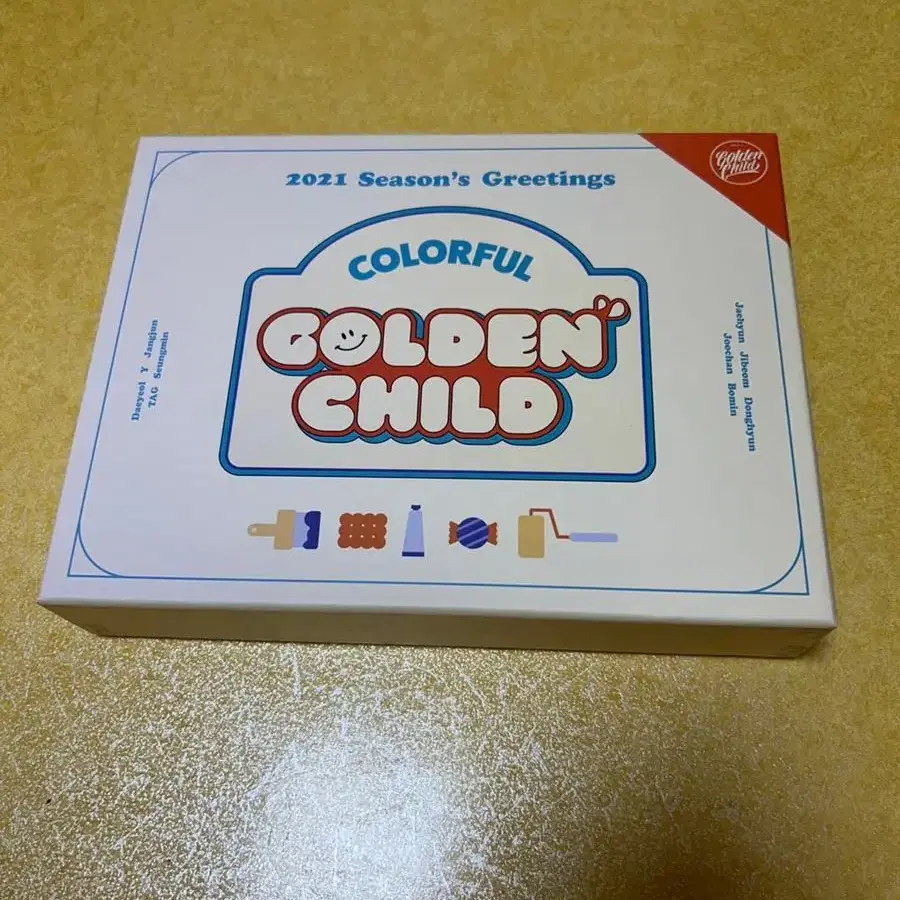 2021 Season's Greetings
Golden
Child
COLORFUL
GOLDEN
CHILD
Daeyeol Y Jangjun
TAG Seungmin
Jaehyun Jibeom Donghyun
Joochan Bomin